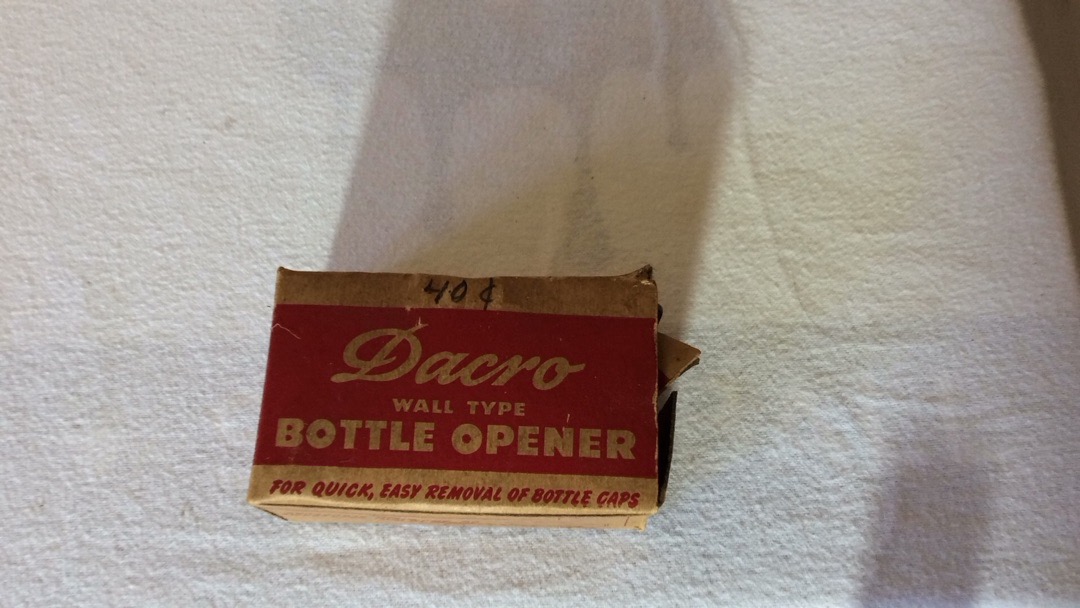 40¢
Dacro
WALL TYPE
BOTTLE OPENER
FOR QUICK, EASY REMOVAL OF BOTTLE CAPS